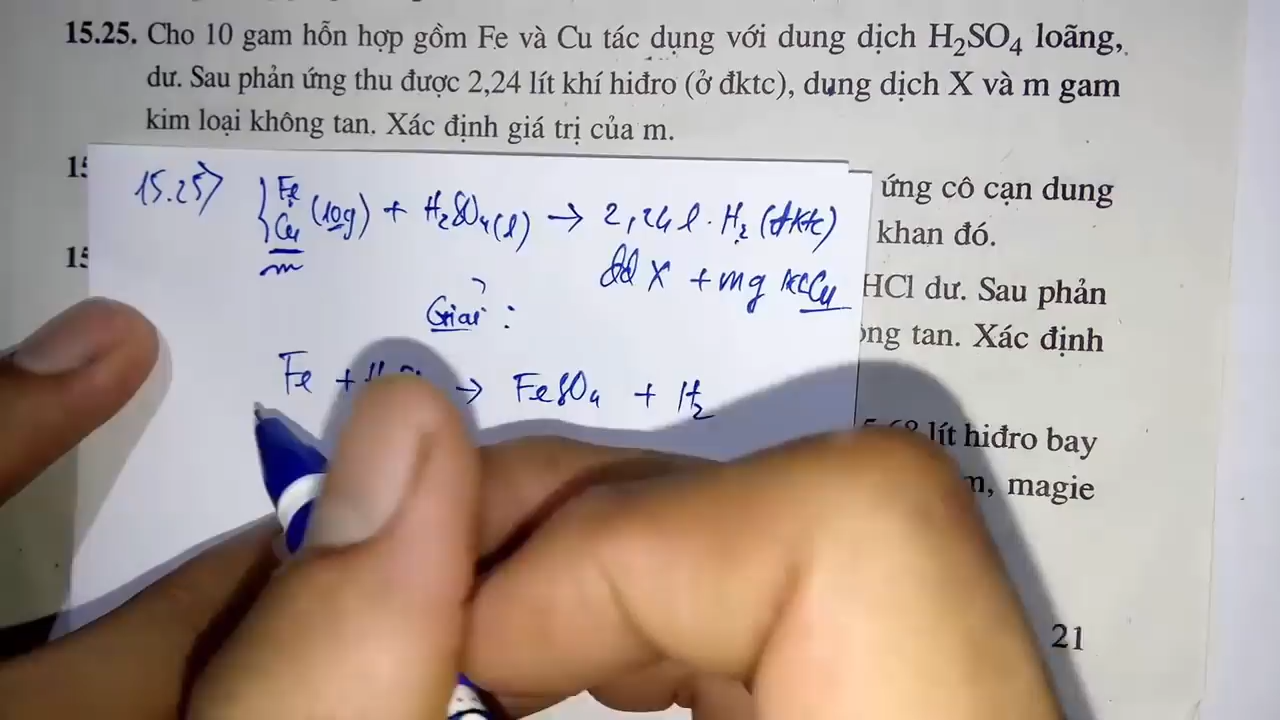 15.25. Cho 10 gam hỗn hợp gồm Fe và Cu tác dụng với dung dịch H₂SO₄ loãng,
dư. Sau phản ứng thu được 2,24 lít khí hiđro (ở đktc), dung dịch X và m gam
kim loại không tan. Xác định giá trị của m.
15.25> { Fe Cu (10g) + H₂SO₄(l) → 2,24 l. H₂ (đktc)
m
dd X + mg Cu
Giải :
Fe + → FeSO₄ + H₂
ứng cô cạn dung
khan đó.
HCl dư. Sau phản
tan. Xác định
lít hiđro bay
magie
21